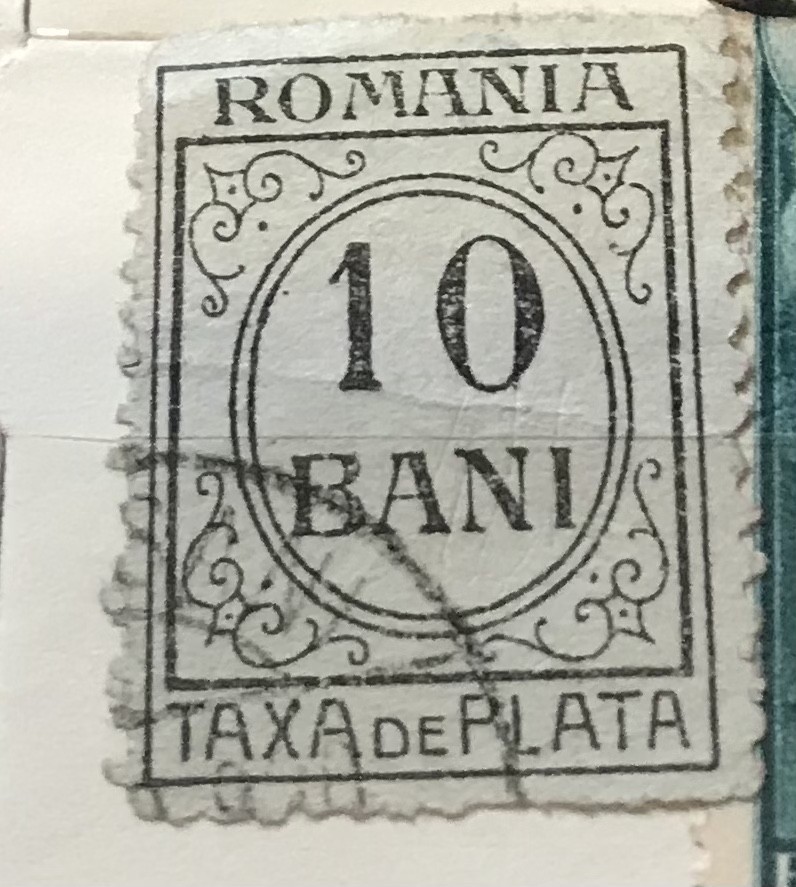 ROMANIA
10
BANI
TAXA DE PLATA